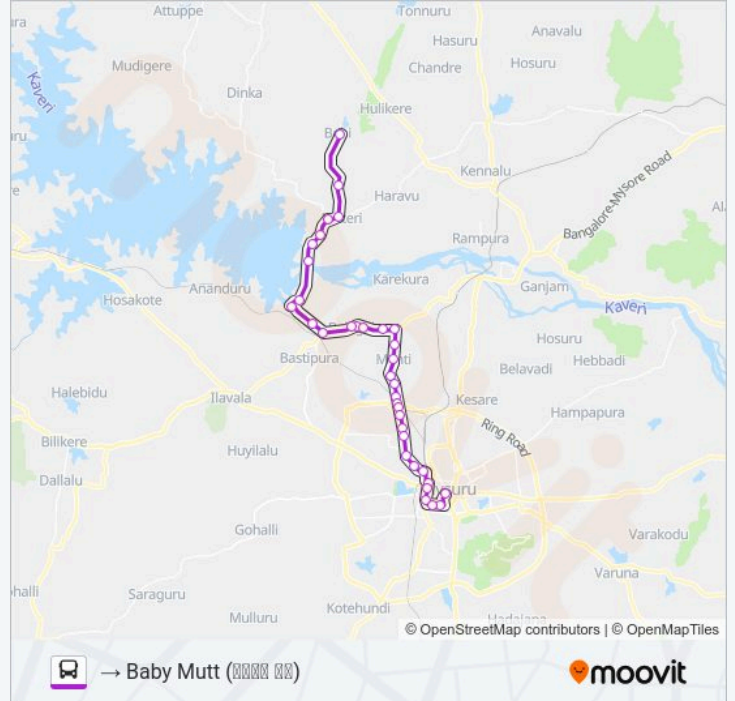 Attuppe
Tonnuru
Anavalu
Hasuru
Mudigere
Chandre
Hosuru
Kaveri
Dinka
Hulikere
Kennalu
Haravu
Bangalore-Mysore Road
Rampura
Ananduru
Karekura
Ganjam
Hosakote
Kaveri
Hosuru
Bastipura
Hebbadi
Belavadi
Halebidu
Ilavala
Kesare
Hampapura
Ring Road
Bilikere
Huyilalu
Dallalu
Gohalli
Varakodu
Varuna
Saraguru
Kotehundi
Mulluru
© OpenStreetMap contributors | © OpenMapTiles
→ Baby Mutt
moovit